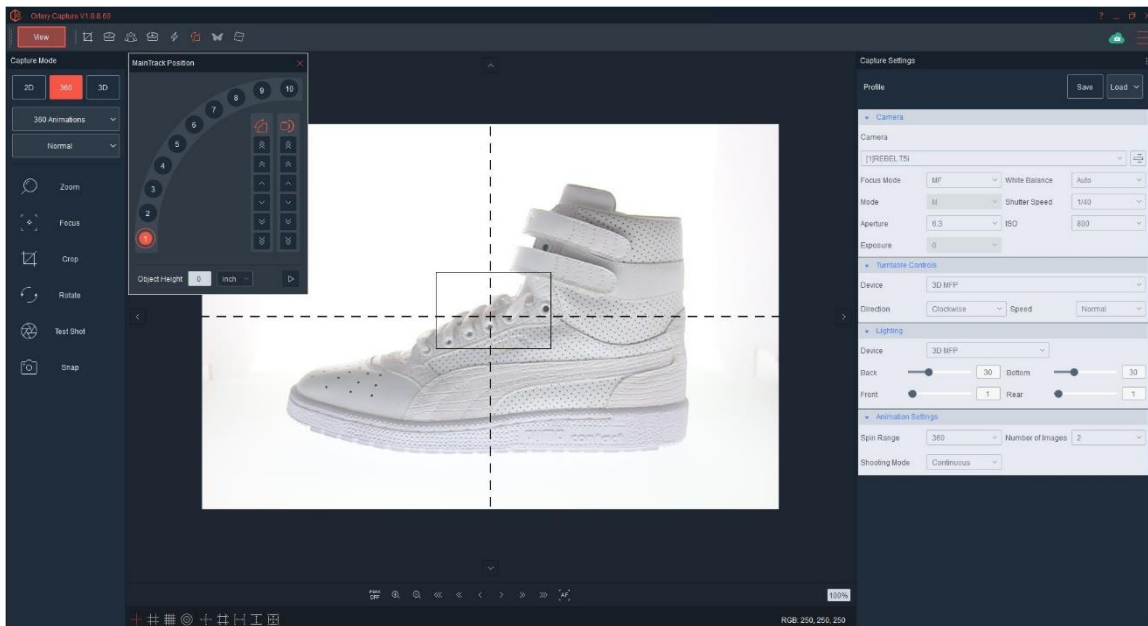 Ortery Capture V1.0.8.60
View
Capture Mode
2D 360 3D
360 Animations
Normal
Zoom
Focus
Crop
Rotate
Test Shot
Snap
MainTrack Position
10
9
8
7
6
5
4
3
2
1
Object Height 0 inch
OFF
AF
100%
RGB: 250, 250, 250
Capture Settings
Profile Save Load
Camera
Camera
[1]REBEL T5i
Focus Mode MF White Balance Auto
Mode M Shutter Speed 1/40
Aperture 6.3 ISO 800
Exposure 0
Turntable Controls
Device 3D MFP
Direction Clockwise Speed Normal
Lighting
Device 3D MFP
Back 30 Bottom 30
Front 1 Rear 1
Animation Settings
Spin Range 360 Number of Images 2
Shooting Mode Continuous